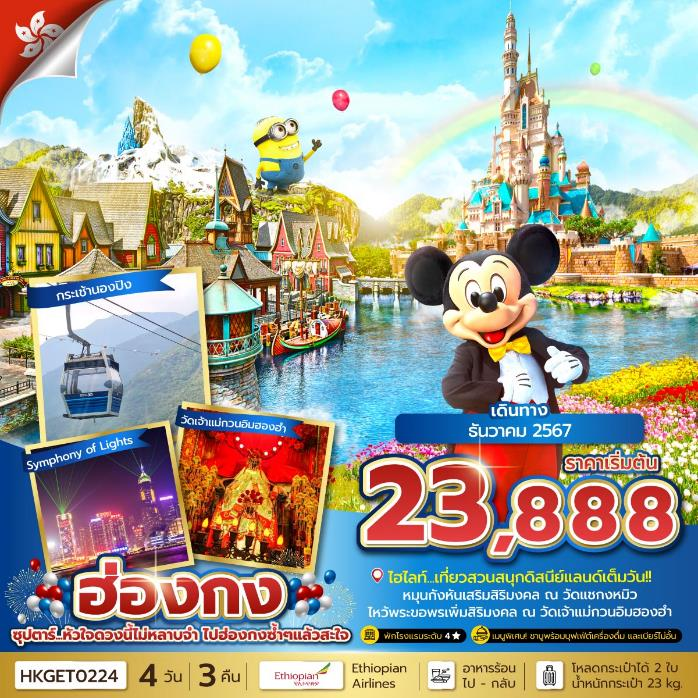 กระเช้านองปิง
Symphony of Lights
วัดเจ้าแม่กวนอิมฮองฮำ
เดินทาง
ธันวาคม 2567
ราคาเริ่มต้น
23,888
ไฮไลท์...เที่ยวสวนสนุกดิสนีย์แลนด์เต็มวัน!!
หมุนกังหันเสริมสิริมงคล ณ วัดแชกงหมิว
ไหว้พระขอพรเพิ่มสิริมงคล ณ วัดเจ้าแม่กวนอิมฮองฮำ
ฮ่องกง
ซุปตาร์...หัวใจดวงนี้ไม่หลาบจำ ไปฮ่องกงซ้ำๆแล้วสะใจ
พักโรงแรมระดับ 4★
เมนูพิเศษ! ชาบูพร้อมบุฟเฟ่ต์เครื่องดื่ม และเบียร์ไม่อั้น
HKGET0224
4 วัน 3 คืน
Ethiopian
Ethiopian
Airlines
อาหารร้อน
ไป - กลับ
โหลดกระเป๋าได้ 2 ใบ
น้ำหนักกระเป๋า 23 kg.